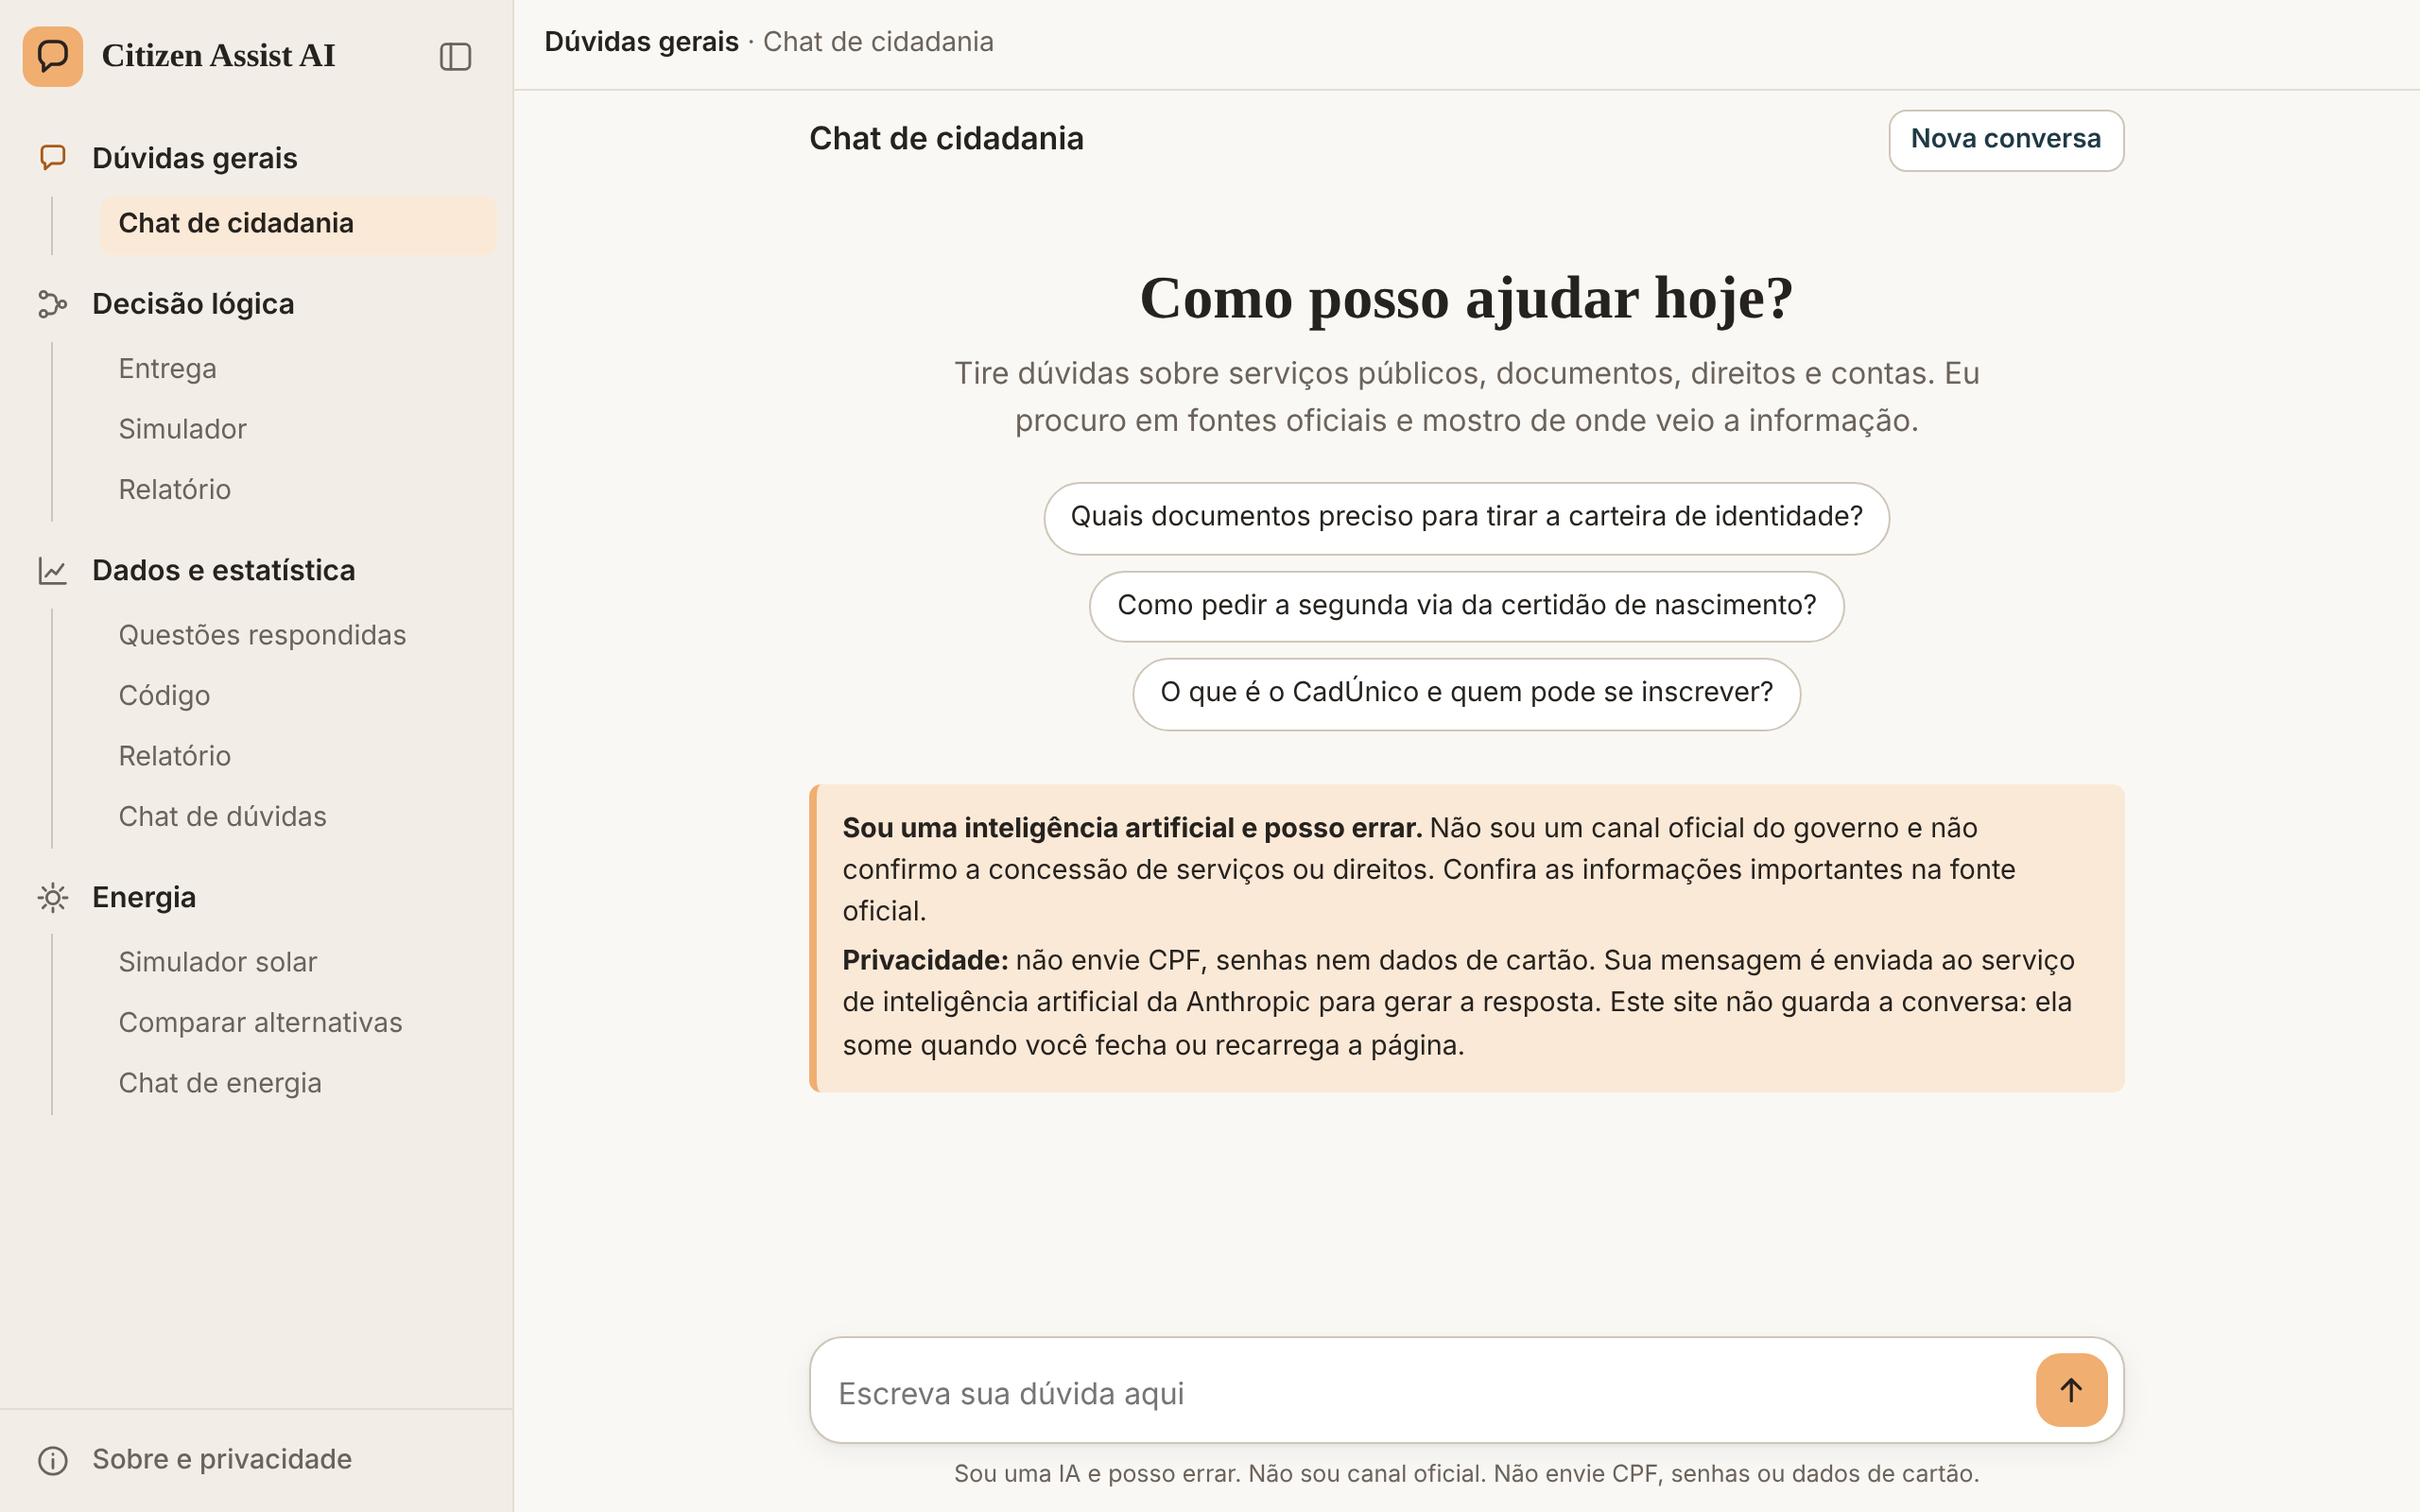 Citizen Assist AI
Dúvidas gerais
Chat de cidadania
Decisão lógica
Entrega
Simulador
Relatório
Dados e estatística
Questões respondidas
Código
Relatório
Chat de dúvidas
Energia
Simulador solar
Comparar alternativas
Chat de energia
Sobre e privacidade
Dúvidas gerais · Chat de cidadania
Chat de cidadania
Nova conversa
Como posso ajudar hoje?
Tire dúvidas sobre serviços públicos, documentos, direitos e contas. Eu
procuro em fontes oficiais e mostro de onde veio a informação.
Quais documentos preciso para tirar a carteira de identidade?
Como pedir a segunda via da certidão de nascimento?
O que é o CadÚnico e quem pode se inscrever?
Sou uma inteligência artificial e posso errar. Não sou um canal oficial do governo e não
confirmo a concessão de serviços ou direitos. Confira as informações importantes na fonte
oficial.
Privacidade: não envie CPF, senhas nem dados de cartão. Sua mensagem é enviada ao serviço
de inteligência artificial da Anthropic para gerar a resposta. Este site não guarda a conversa: ela
some quando você fecha ou recarrega a página.
Escreva sua dúvida aqui
Sou uma IA e posso errar. Não sou canal oficial. Não envie CPF, senhas ou dados de cartão.